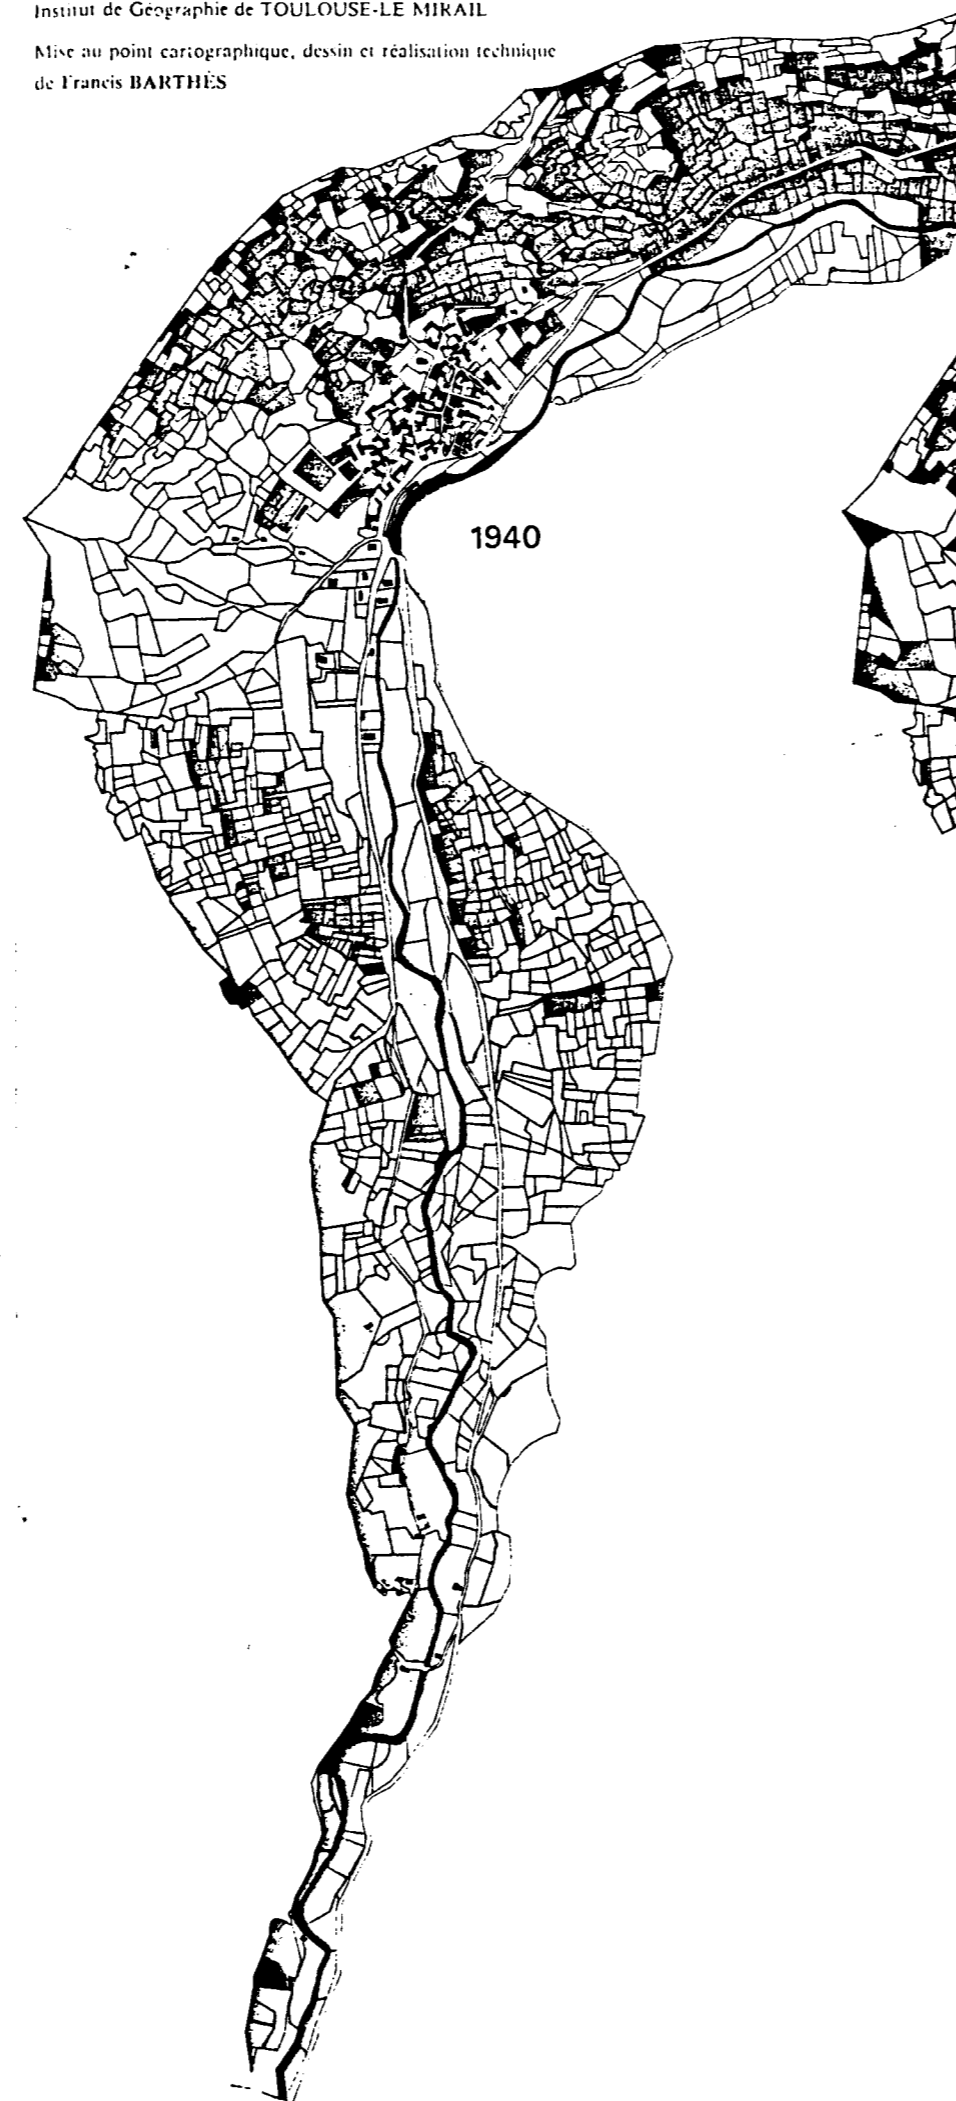 Institut de Géographie de TOULOUSE-LE MIRAIL
Mise au point cartographique, dessin et réalisation technique
de Francis BARTHÈS
1940